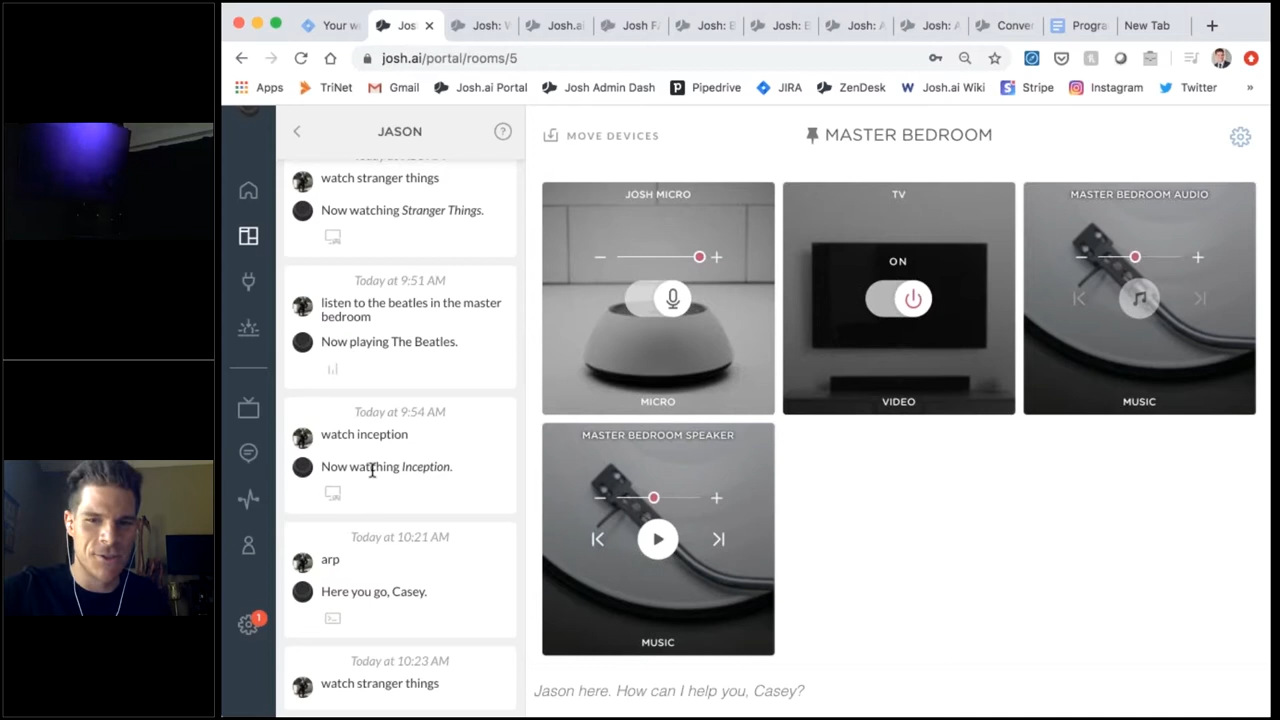 Your w
Jos
Josh: V
Josh.ai
Josh FA
Josh: E
Josh: E
Josh: A
Josh: A
Conver
Progra
New Tab
josh.ai/portal/rooms/5
Apps
TriNet
Gmail
Josh.ai Portal
Josh Admin Dash
Pipedrive
JIRA
ZenDesk
Josh.ai Wiki
Stripe
Instagram
Twitter
»
JASON
?
watch stranger things
Now watching Stranger Things.
Today at 9:51 AM
listen to the beatles in the master
bedroom
Now playing The Beatles.
Today at 9:54 AM
watch inception
Now watching Inception.
Today at 10:21 AM
arp
Here you go, Casey.
Today at 10:23 AM
watch stranger things
1
MOVE DEVICES
MASTER BEDROOM
JOSH MICRO
MICRO
TV
ON
VIDEO
MASTER BEDROOM AUDIO
MUSIC
MASTER BEDROOM SPEAKER
MUSIC
Jason here. How can I help you, Casey?